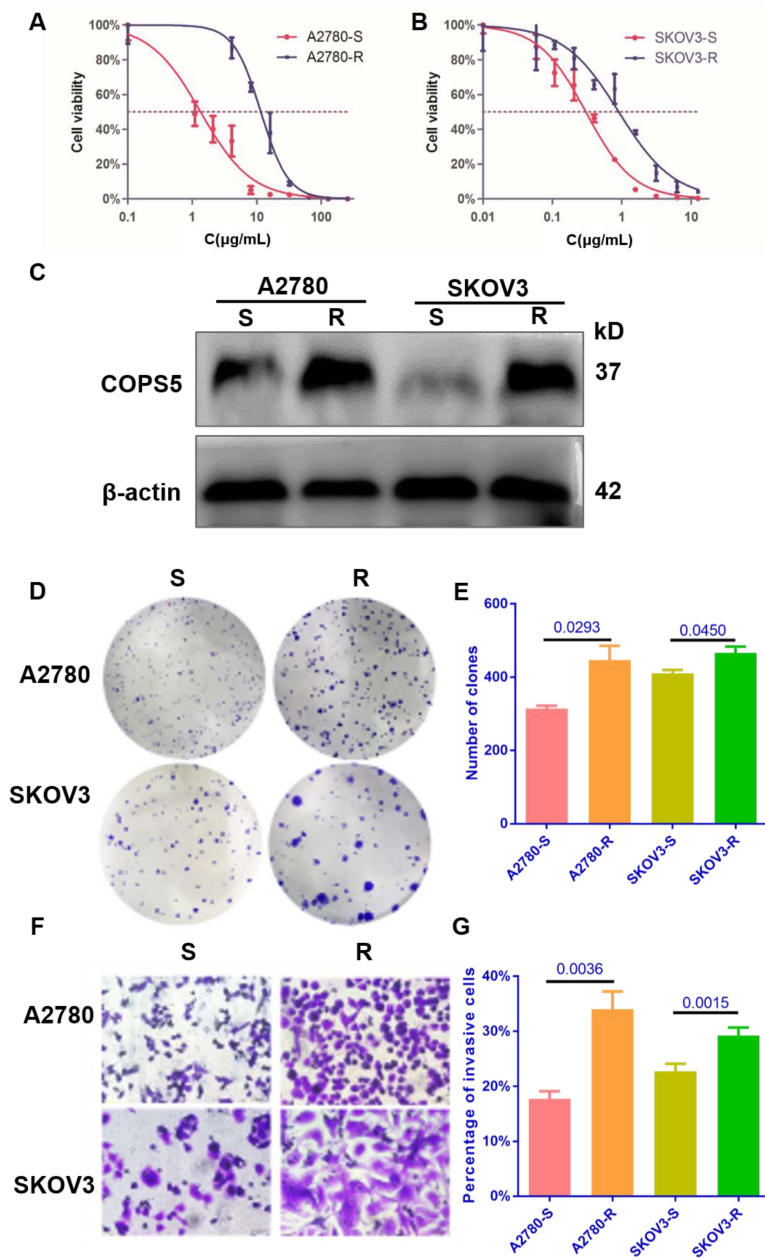 A
100%
80%
60%
40%
20%
0%
Cell viability
A2780-S
A2780-R
0.1
1
10
100
C(μg/mL)
B
100%
80%
60%
40%
20%
0%
Cell viability
SKOV3-S
SKOV3-R
0.01
0.1
1
10
C(μg/mL)
C
A2780
SKOV3
S
R
S
R
kD
COPS5
37
β-actin
42
D
S
R
A2780
SKOV3
E
600
400
200
0
Number of clones
0.0293
0.0450
A2780-S
A2780-R
SKOV3-S
SKOV3-R
F
S
R
A2780
SKOV3
G
40%
30%
20%
10%
0%
Percentage of invasive cells
0.0036
0.0015
A2780-S
A2780-R
SKOV3-S
SKOV3-R